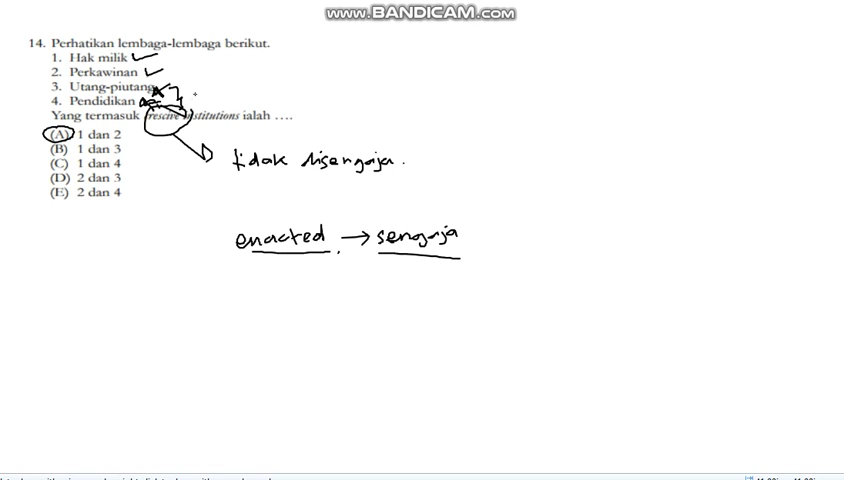 www.BANDICAM.com
14. Perhatikan lembaga-lembaga berikut.
1. Hak milik
2. Perkawinan
3. Utang-piutang
4. Pendidikan
Yang termasuk institutions ialah ....
(A) 1 dan 2
(B) 1 dan 3
(C) 1 dan 4
(D) 2 dan 3
(E) 2 dan 4
tidak disengaja.
enacted → sengaja